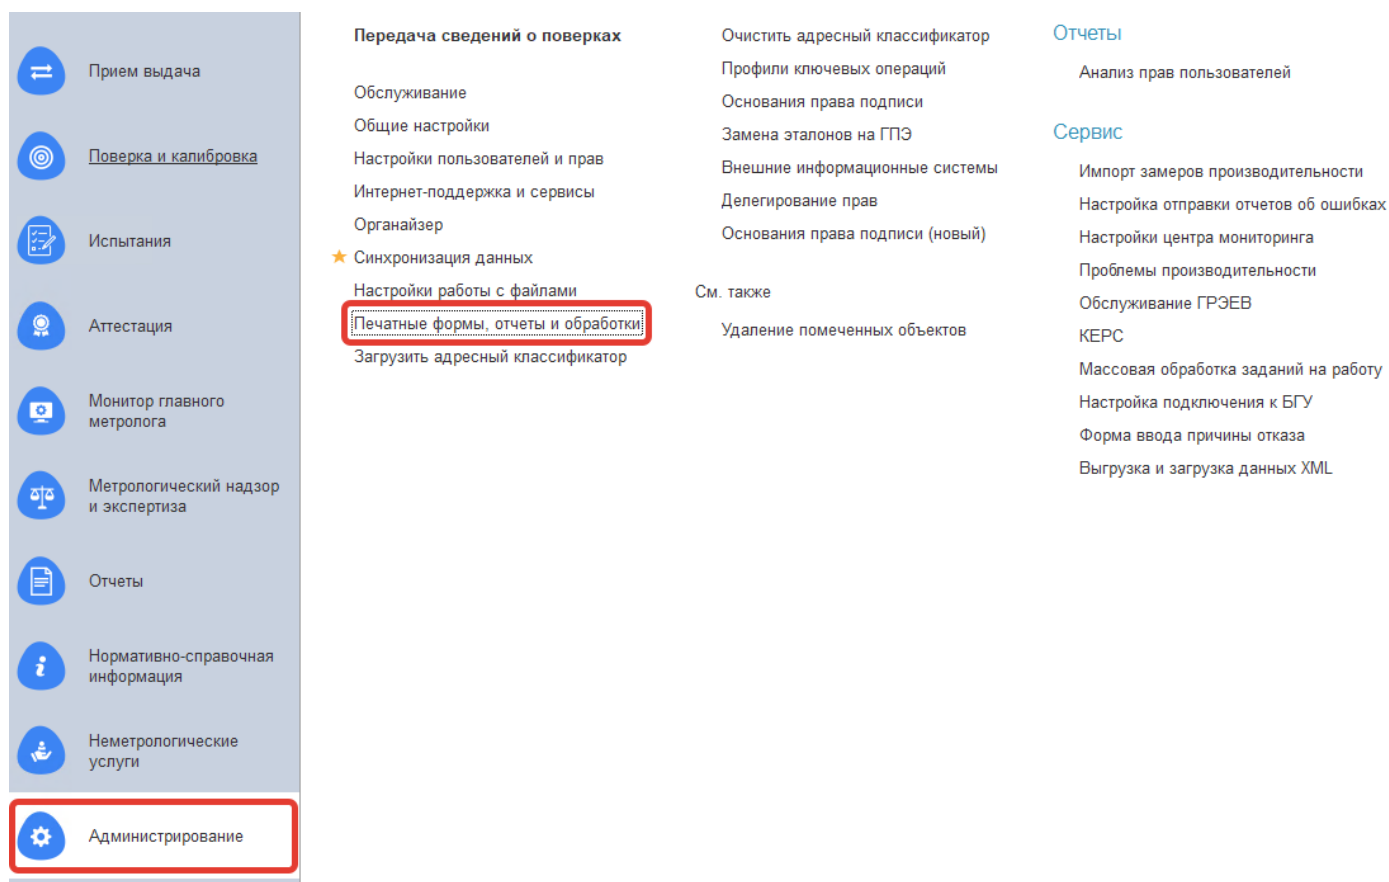 Прием выдача
Поверка и калибровка
Испытания
Аттестация
Монитор главного
метролога
Метрологический надзор
и экспертиза
Отчеты
Нормативно-справочная
информация
Неметрологические
услуги
Администрирование
Передача сведений о поверках
Обслуживание
Общие настройки
Настройки пользователей и прав
Интернет-поддержка и сервисы
Органайзер
Синхронизация данных
Настройки работы с файлами
Печатные формы, отчеты и обработки
Загрузить адресный классификатор
Очистить адресный классификатор
Профили ключевых операций
Основания права подписи
Замена эталонов на ГПЭ
Внешние информационные системы
Делегирование прав
Основания права подписи (новый)
См. также
Удаление помеченных объектов
Отчеты
Анализ прав пользователей
Сервис
Импорт замеров производительности
Настройка отправки отчетов об ошибках
Настройки центра мониторинга
Проблемы производительности
Обслуживание ГРЭЕВ
КЕРС
Массовая обработка заданий на работу
Настройка подключения к БГУ
Форма ввода причины отказа
Выгрузка и загрузка данных XML